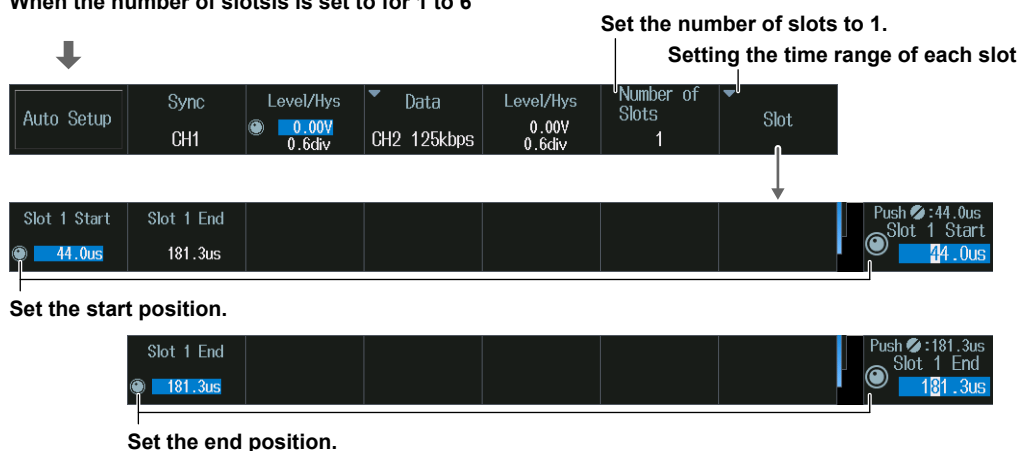 When the number of slotsis is set to for 1 to 6
Set the number of slots to 1.
Setting the time range of each slot
Auto Setup
Sync
CH1
Level/Hys
0.00V
0.6div
Data
CH2 125kbps
Level/Hys
0.00V
0.6div
Number of
Slots
1
Slot
Slot 1 Start
44.0us
Slot 1 End
181.3us
Push :44.0us
Slot 1 Start
44.0us
Set the start position.
Slot 1 End
181.3us
Push :181.3us
Slot 1 End
181.3us
Set the end position.